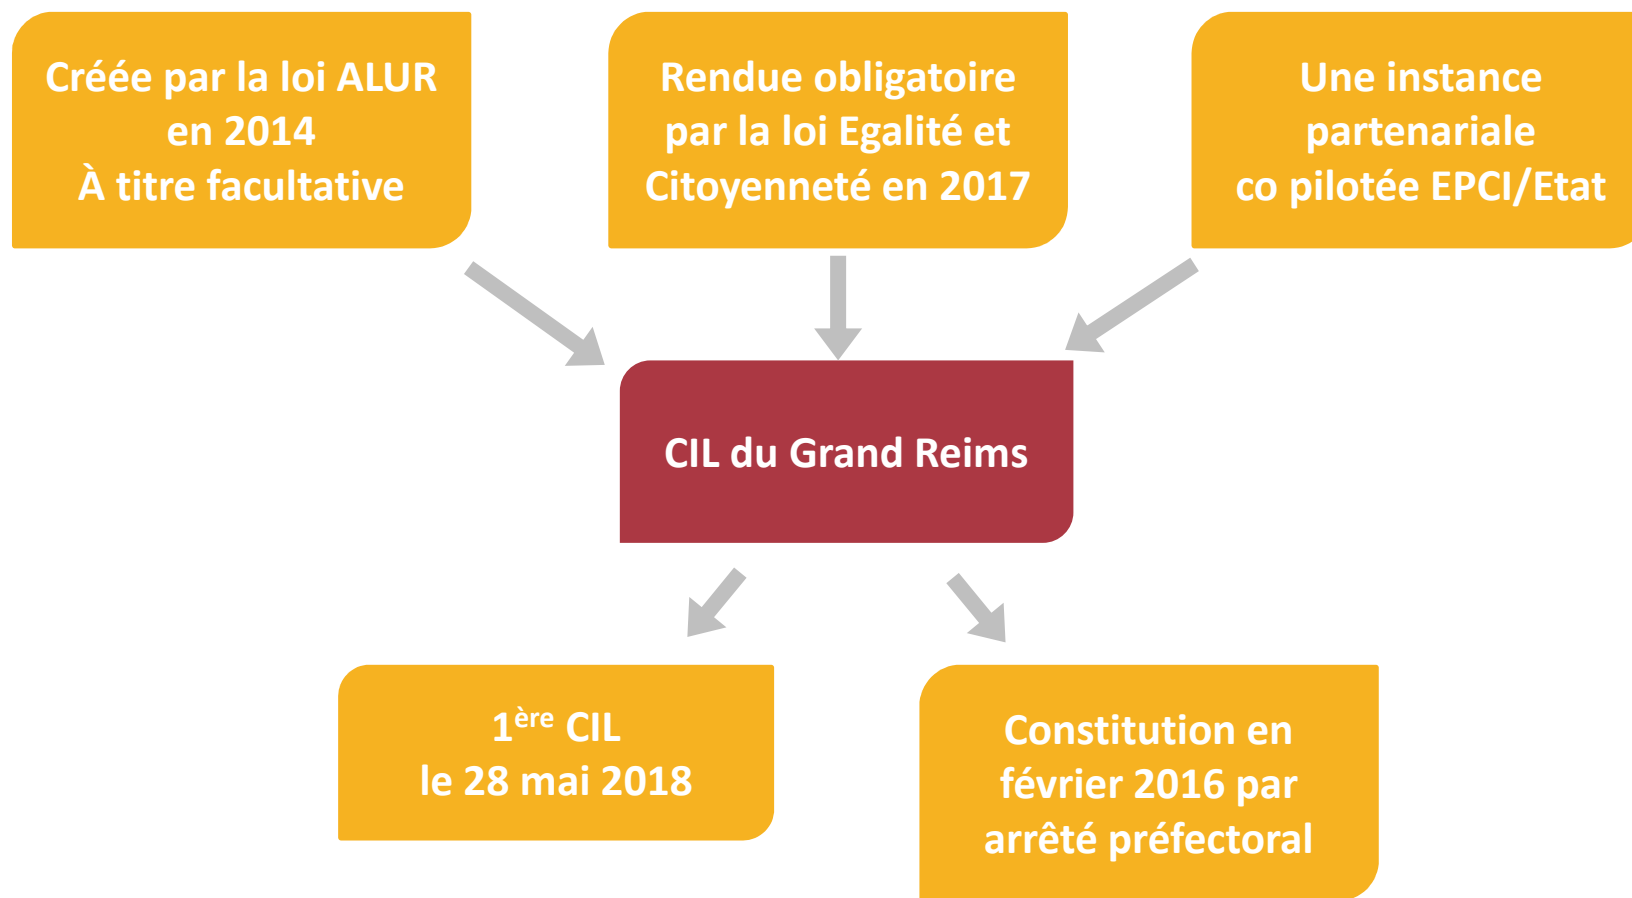 Créée par la loi ALUR
en 2014
À titre facultative
Rendue obligatoire
par la loi Egalité et
Citoyenneté en 2017
Une instance
partenariale
co pilotée EPCI/Etat
CIL du Grand Reims
1ère CIL
le 28 mai 2018
Constitution en
février 2016 par
arrêté préfectoral